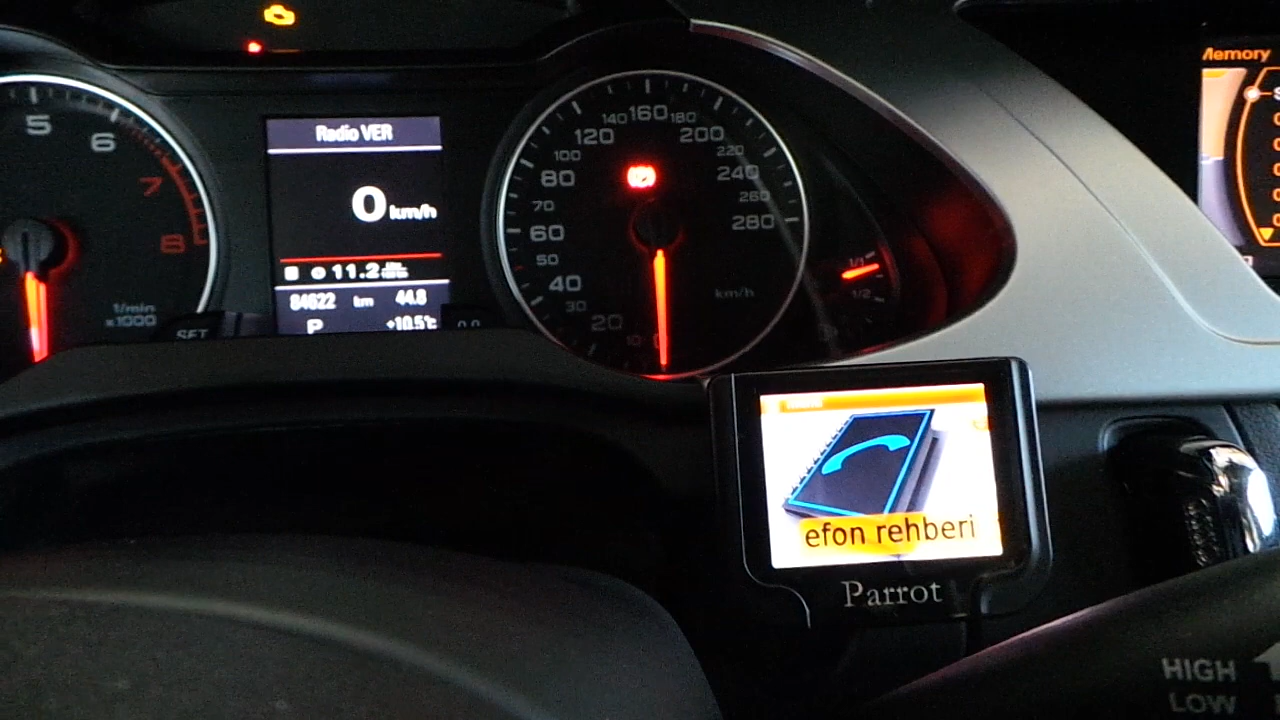 Memory
5
6
7
8
1/min
x1000
SET
Radio VER
0 km/h
11.2
84622 km 44.8
P +10.5°C
10
20
30
40
50
60
70
80
100
120
140
160
180
200
220
240
260
280
km/h
1/1
1/2
efon rehberi
Parrot
HIGH
LOW